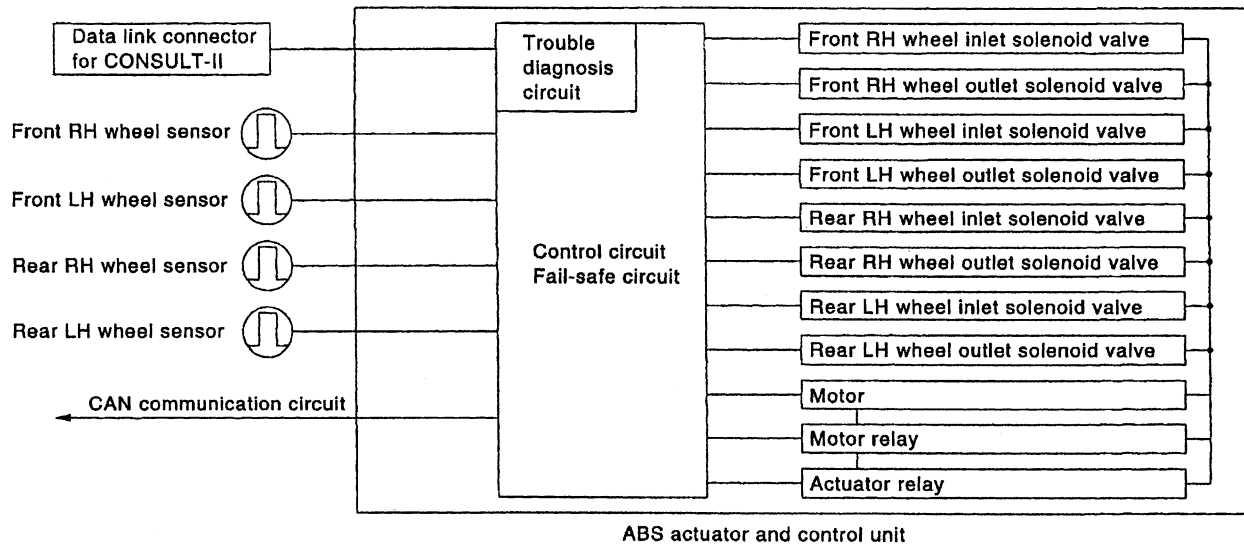 Data link connector
for CONSULT-II
Front RH wheel sensor
Front LH wheel sensor
Rear RH wheel sensor
Rear LH wheel sensor
CAN communication circuit
Trouble
diagnosis
circuit
Control circuit
Fail-safe circuit
Front RH wheel inlet solenoid valve
Front RH wheel outlet solenoid valve
Front LH wheel inlet solenoid valve
Front LH wheel outlet solenoid valve
Rear RH wheel inlet solenoid valve
Rear RH wheel outlet solenoid valve
Rear LH wheel inlet solenoid valve
Rear LH wheel outlet solenoid valve
Motor
Motor relay
Actuator relay
ABS actuator and control unit